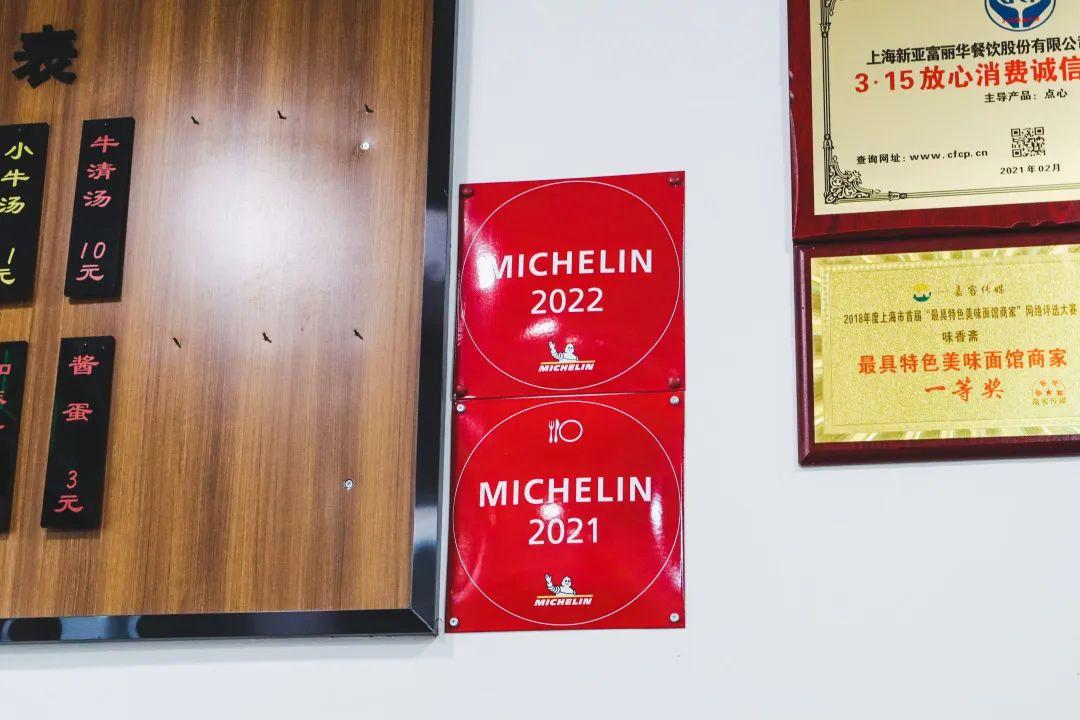 表
小牛汤
牛清汤 10元
酱蛋 3元
MICHELIN
2022
MICHELIN
MICHELIN
2021
MICHELIN
上海新亚富丽华餐饮股份有限公
3·15放心消费诚信
主导产品：点心
查询网址：www.cfcp.cn
2021年02月
嘉客传媒
2018年度上海市首届“最具特色美味面馆商家”网络评选大赛
味香斋
最具特色美味面馆商家
一等奖